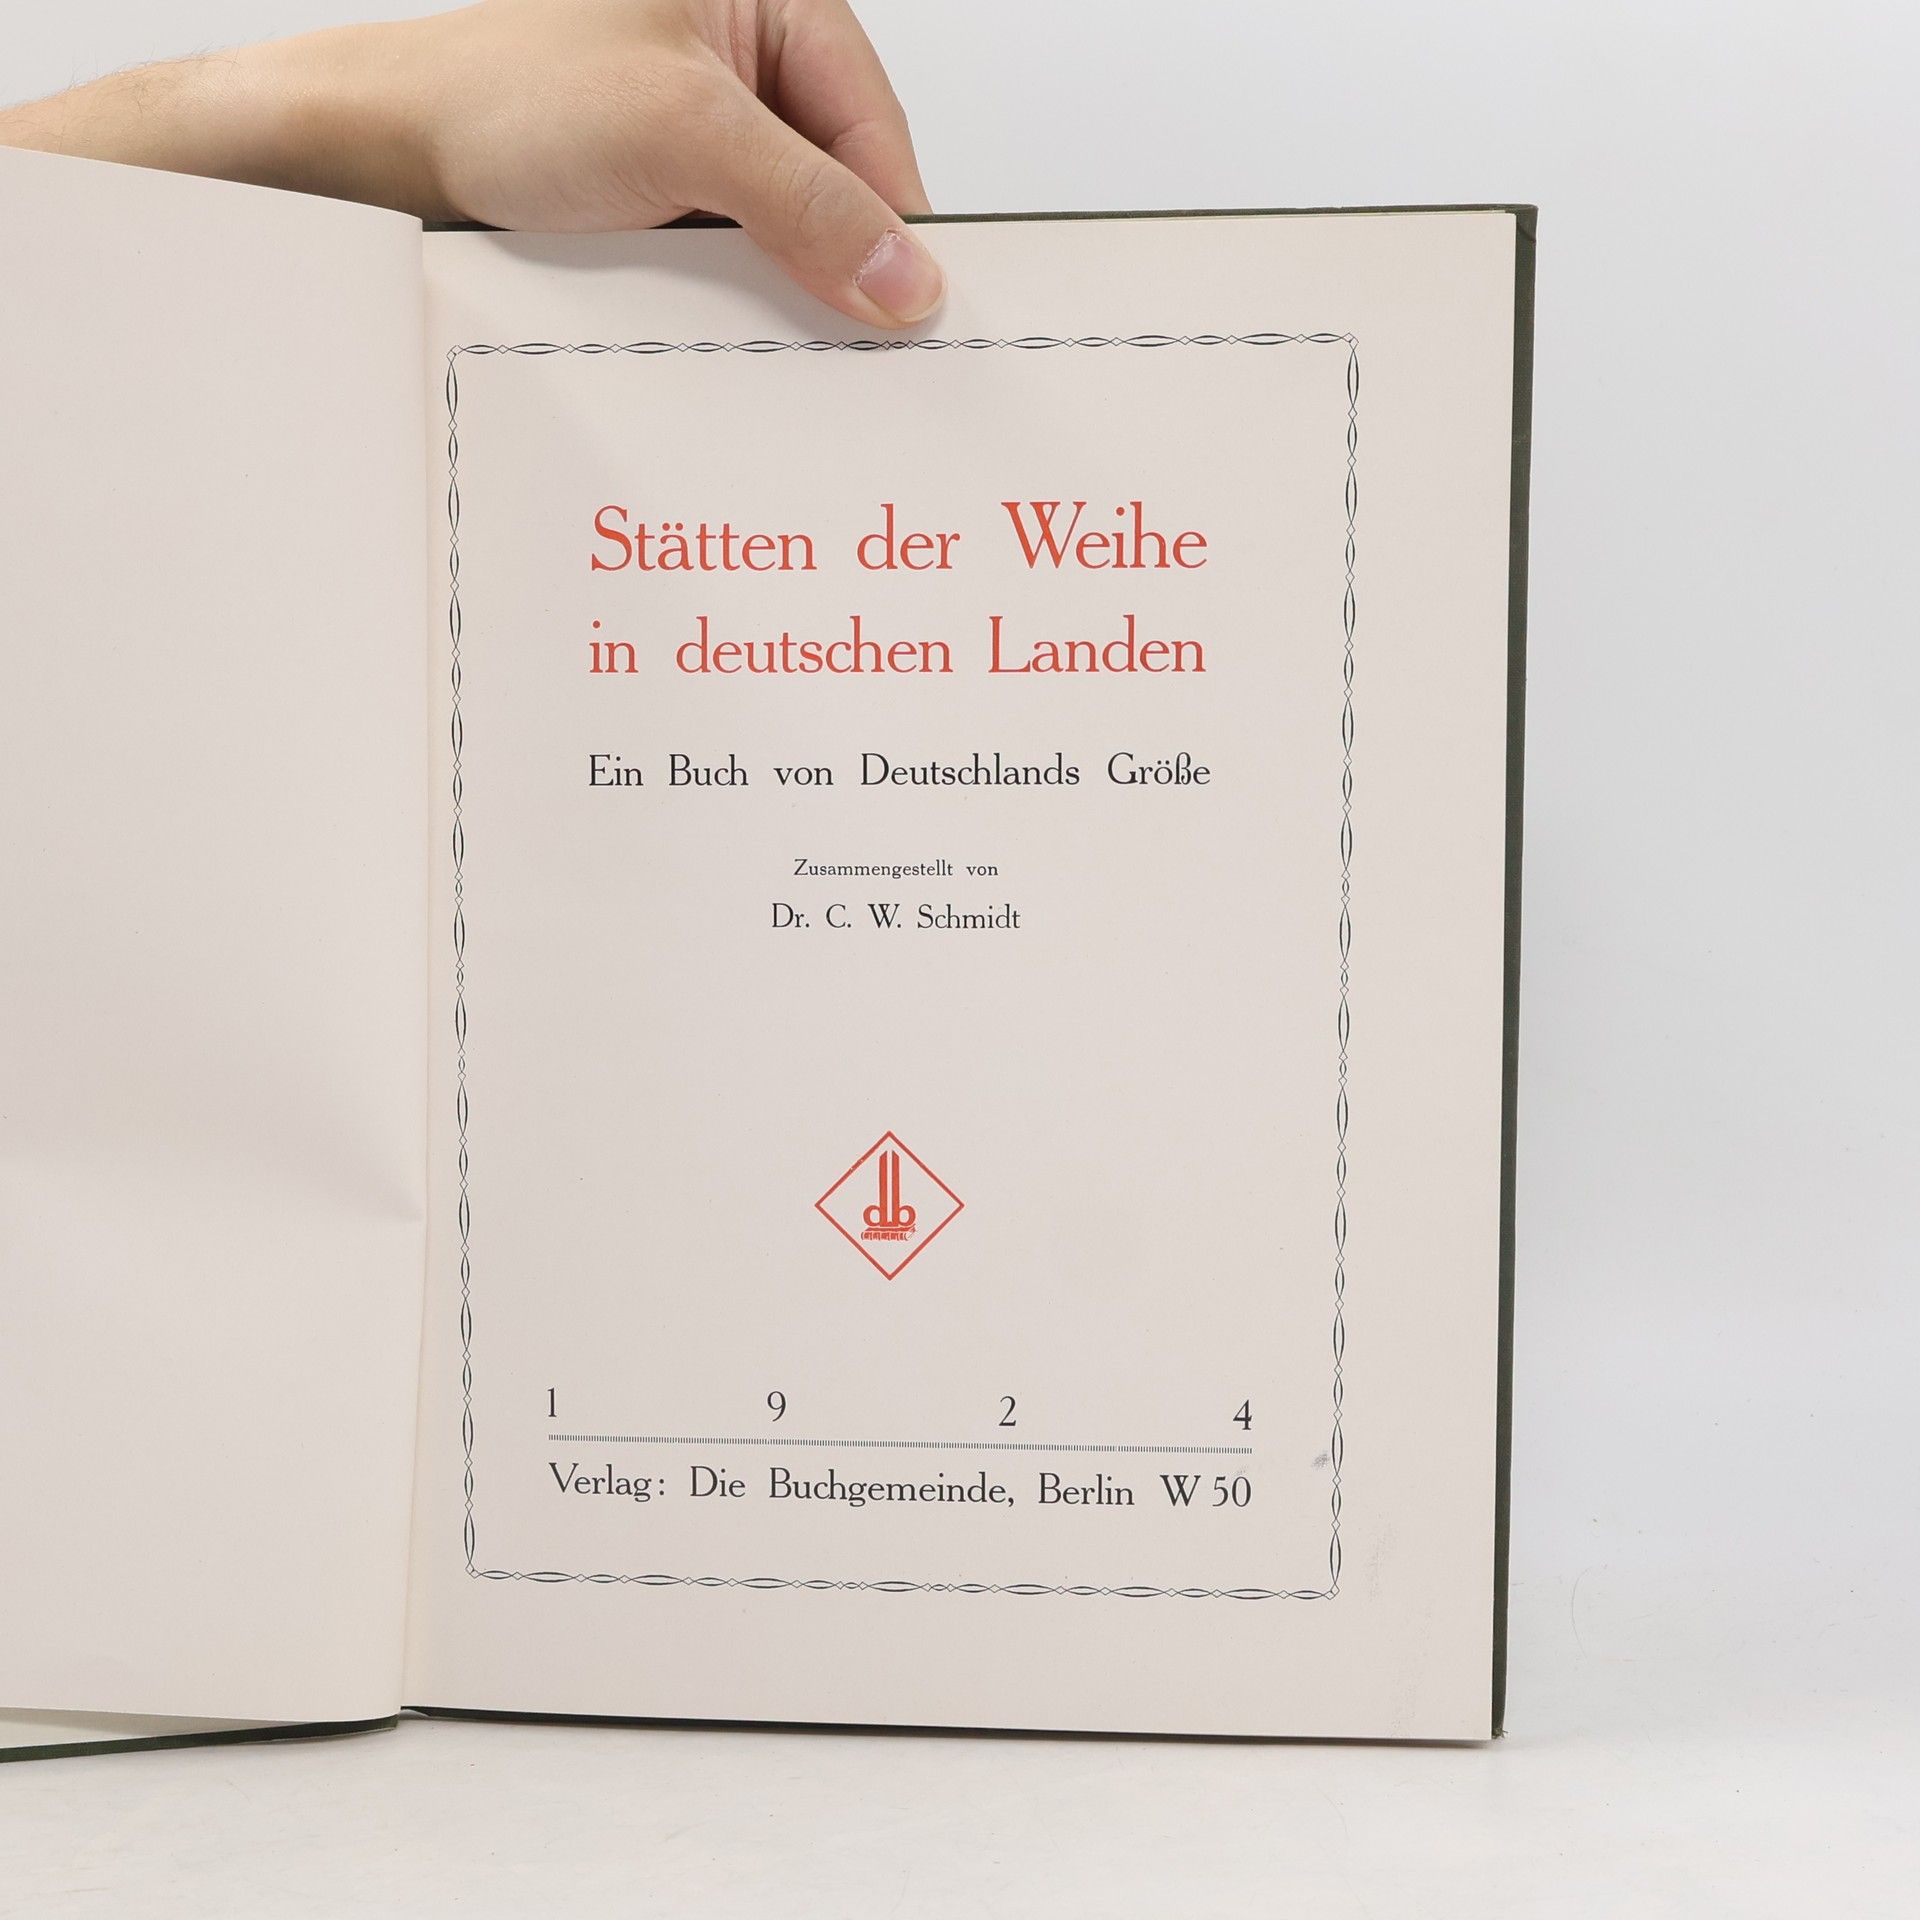 Stätten der Weihe
in deutschen Landen
Ein Buch von Deutschlands Größe
Zusammengestellt von
Dr. C. W. Schmidt
db
1 9 2 4
Verlag: Die Buchgemeinde, Berlin W 50